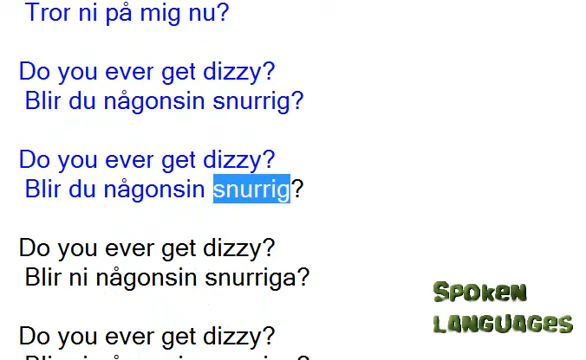 Tror ni på mig nu?
Do you ever get dizzy?
Blir du någonsin snurrig?
Do you ever get dizzy?
Blir du någonsin snurrig?
Do you ever get dizzy?
Blir ni någonsin snurriga?
Do you ever get dizzy?
Spoken
Languages